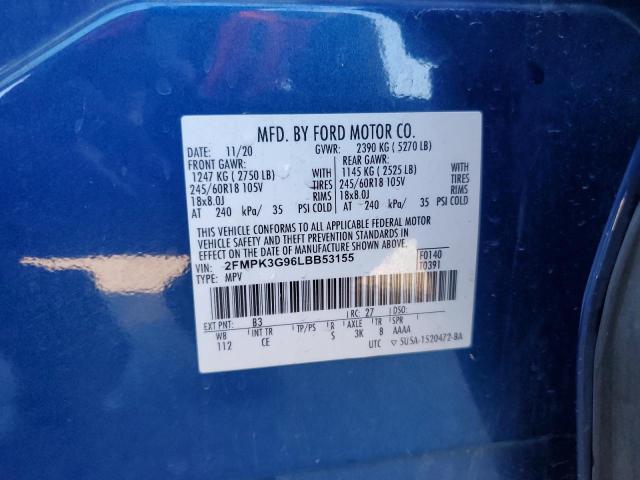 MFD. BY FORD MOTOR CO.
DATE: 11/20 GVWR: 2390 KG ( 5270 LB)
FRONT GAWR: REAR GAWR:
1247 KG ( 2750 LB) WITH 1145 KG ( 2525 LB) WITH
245/60R18 105V TIRES 245/60R18 105V TIRES
18x8.0J RIMS 18x8.0J RIMS
AT 240 kPa/ 35 PSI COLD AT 240 kPa/ 35 PSI COLD
THIS VEHICLE CONFORMS TO ALL APPLICABLE FEDERAL MOTOR
VEHICLE SAFETY AND THEFT PREVENTION STANDARDS IN
EFFECT ON THE DATE OF MANUFACTURE SHOWN ABOVE.
VIN: 2FMPK3G96LBB53155 F0140
TYPE: MPV T0391
EXT PNT: B3 RC: 27 DSO:
WB INT TR TP/PS R AXLE TR SPR
112 CE S 3K 8 AAAA
UTC ▽ 5U5A-1520472-BA